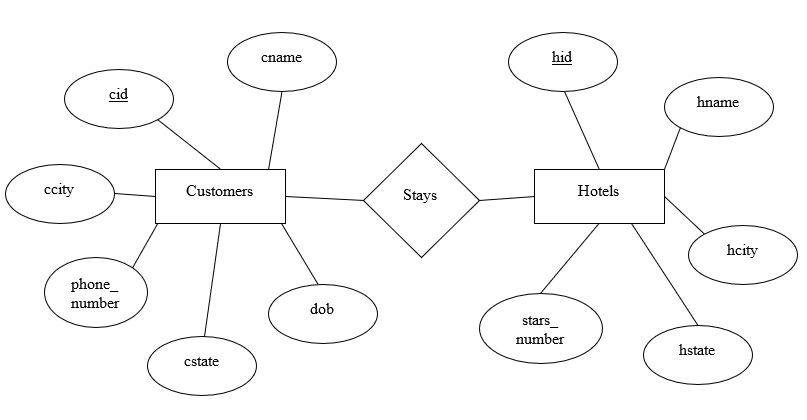 cname
hid
cid
hname
ccity
Customers
Stays
Hotels
hcity
phone_
number
dob
stars_
number
cstate
hstate